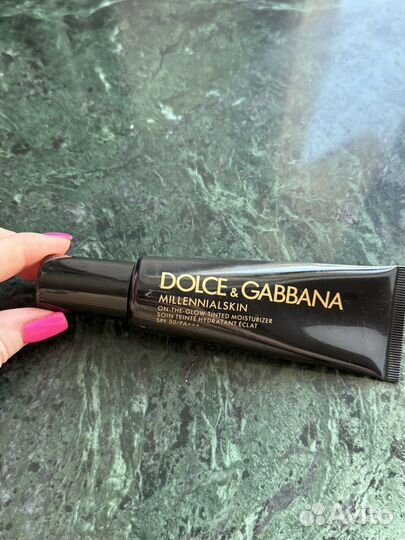 DOLCE & GABBANA
MILLENNIALSKIN
ON-THE-GLOW TINTED MOISTURIZER
SOIN TEINTÉ HYDRATANT ÉCLAT
SPF 30/PA+++
Avito